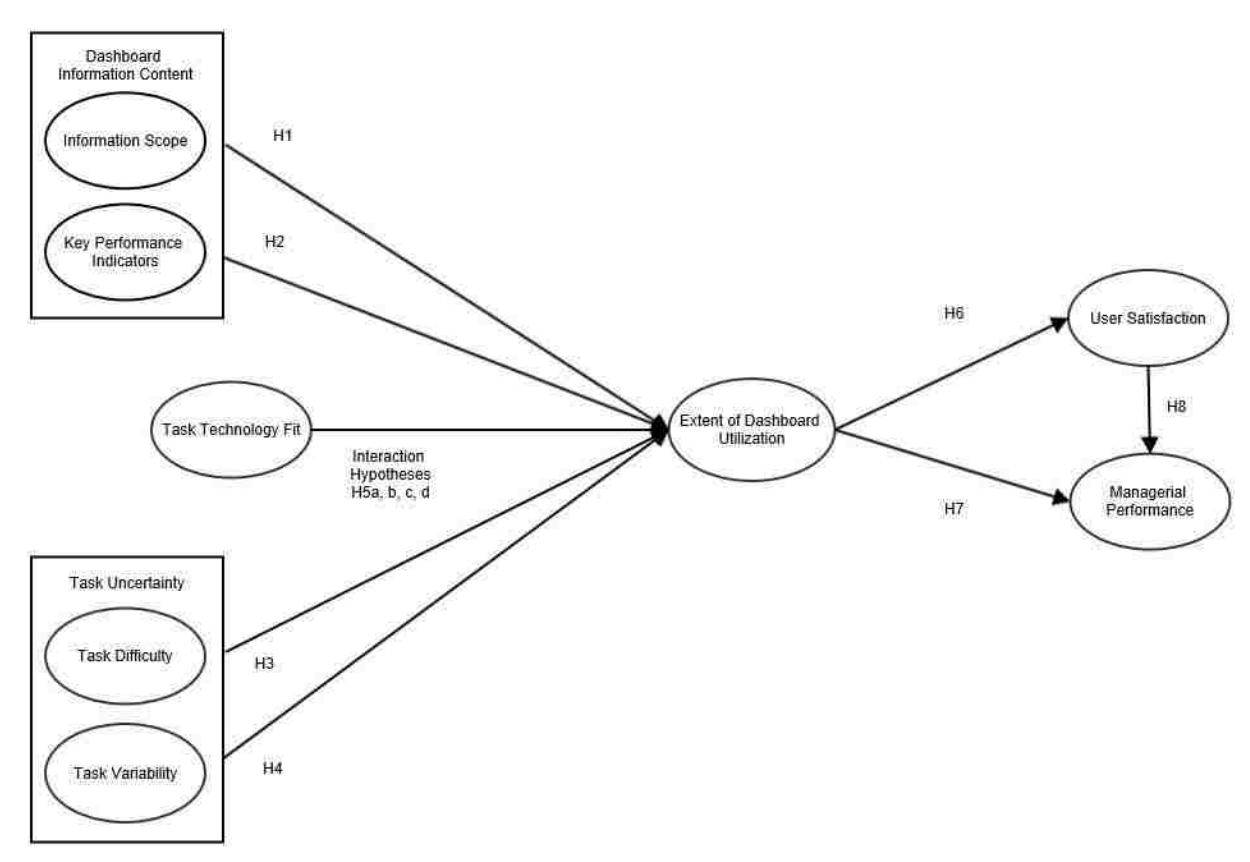 Dashboard
Information Content
Information Scope
H1
Key Performance
Indicators
H2
Task Technology Fit
Interaction
Hypotheses
H5a, b, c, d
Extent of Dashboard
Utilization
H6
User Satisfaction
H8
H7
Managerial
Performance
Task Uncertainty
Task Difficulty
H3
Task Variability
H4